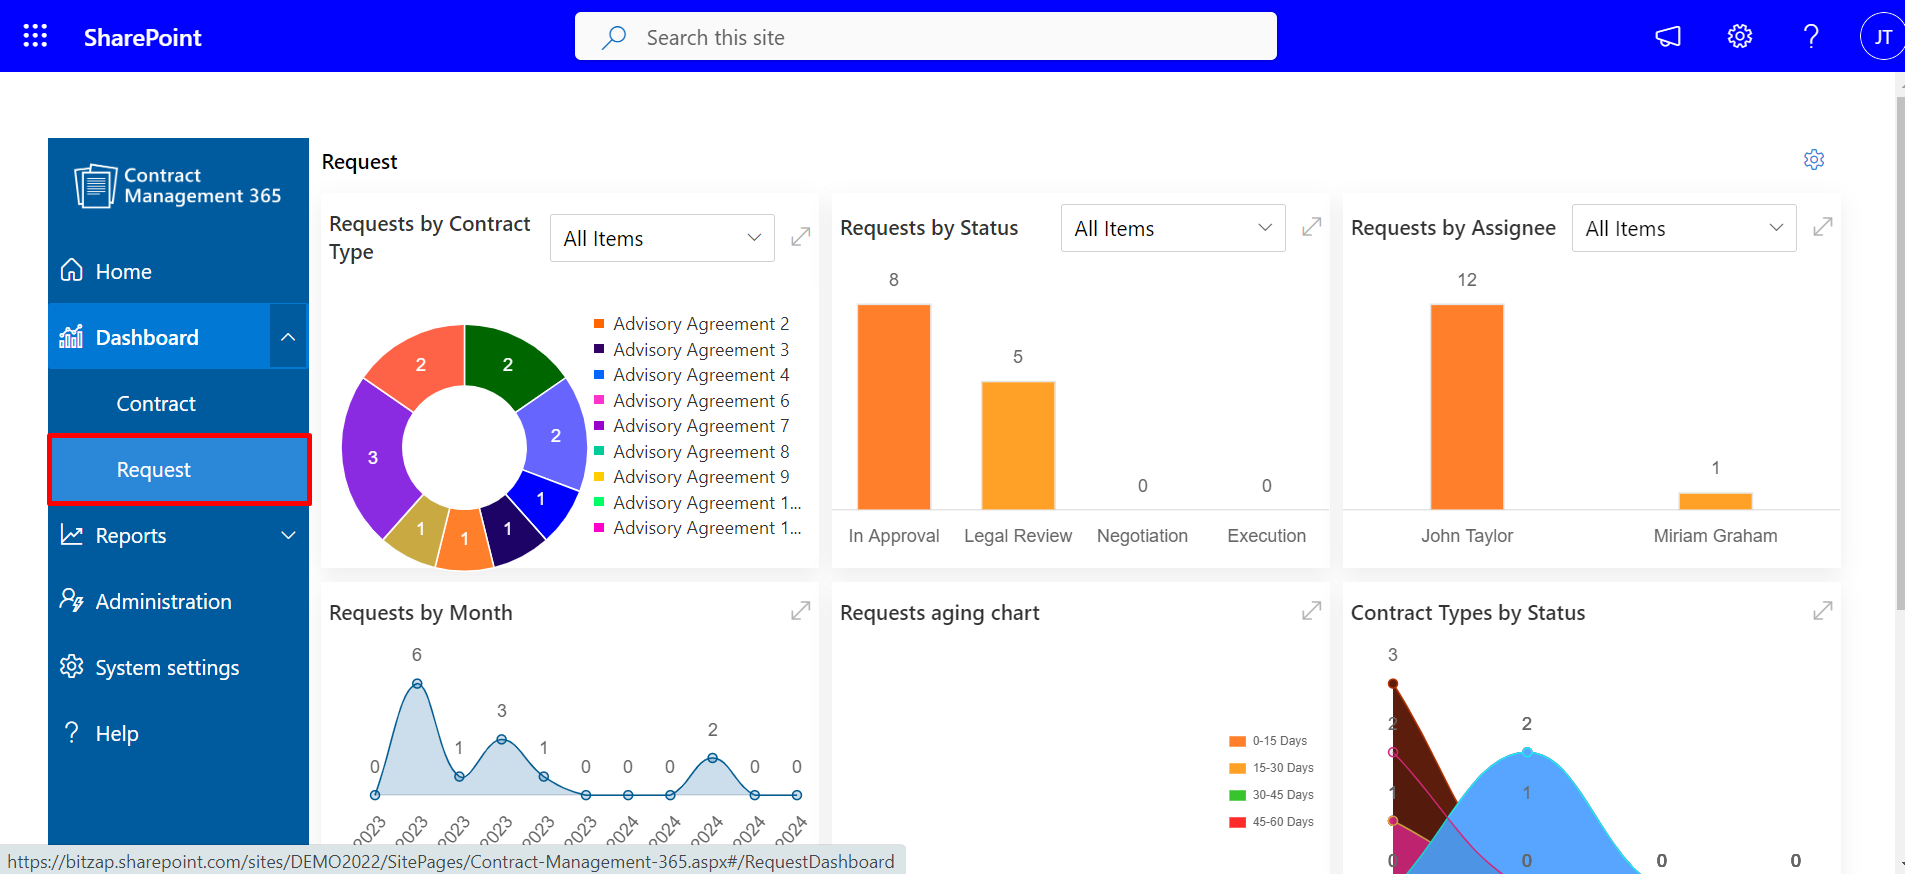 SharePoint
Search this site
JT
Contract
Management 365
Home
Dashboard
Contract
Request
Reports
Administration
System settings
Help
Request
Requests by Contract
Type
All Items
2
2
2
3
1
1
1
1
Advisory Agreement 2
Advisory Agreement 3
Advisory Agreement 4
Advisory Agreement 6
Advisory Agreement 7
Advisory Agreement 8
Advisory Agreement 9
Advisory Agreement 1...
Advisory Agreement 1...
Requests by Status
All Items
8
5
0
0
In Approval Legal Review Negotiation Execution
Requests by Assignee
All Items
12
1
John Taylor Miriam Graham
Requests by Month
6
3
2
1 1
0 0 0 0 0 0
2023 2023 2023 2023 2023 2024 2024 2024 2024 2024
Requests aging chart
0-15 Days
15-30 Days
30-45 Days
45-60 Days
Contract Types by Status
3
2 2
1 1
0 0 0 0
https://bitzap.sharepoint.com/sites/DEMO2022/SitePages/Contract-Management-365.aspx#/RequestDashboard